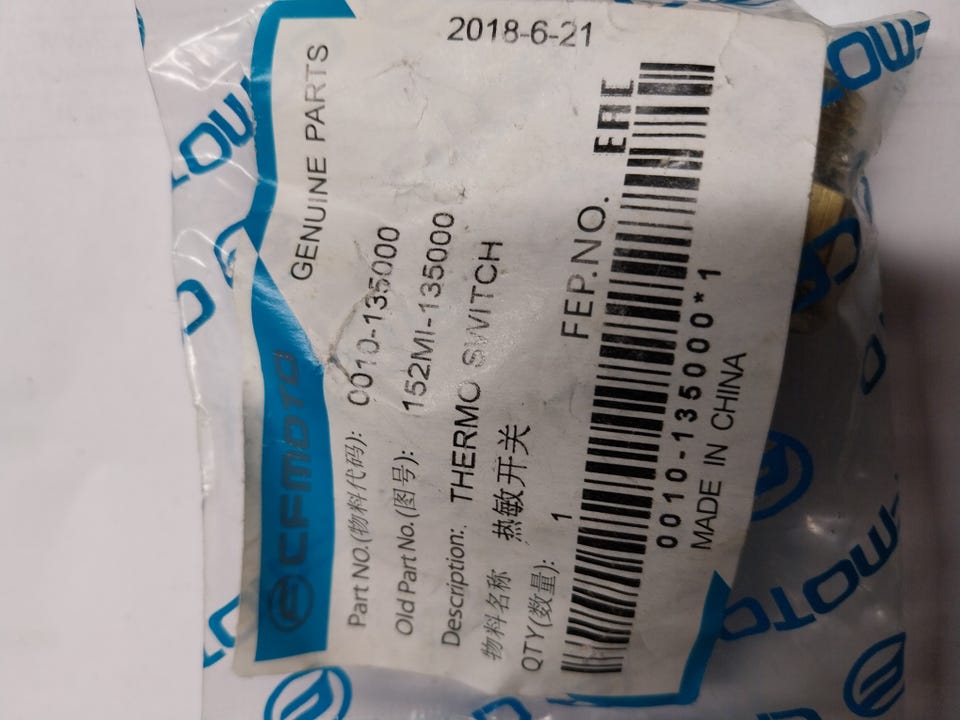 2018-6-21
CFMOTO
GENUINE PARTS
Part NO.(物料代码): 0010-135000
Old Part No.(图号): 152MI-135000
Description: THERMO SWITCH
物料名称 热敏开关
QTY(数量): 1
FEP.NO.
EAC
0010-135000*1
MADE IN CHINA
CFMOTO